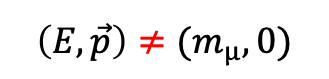 (E, p⃗) ≠ (mμ, 0)